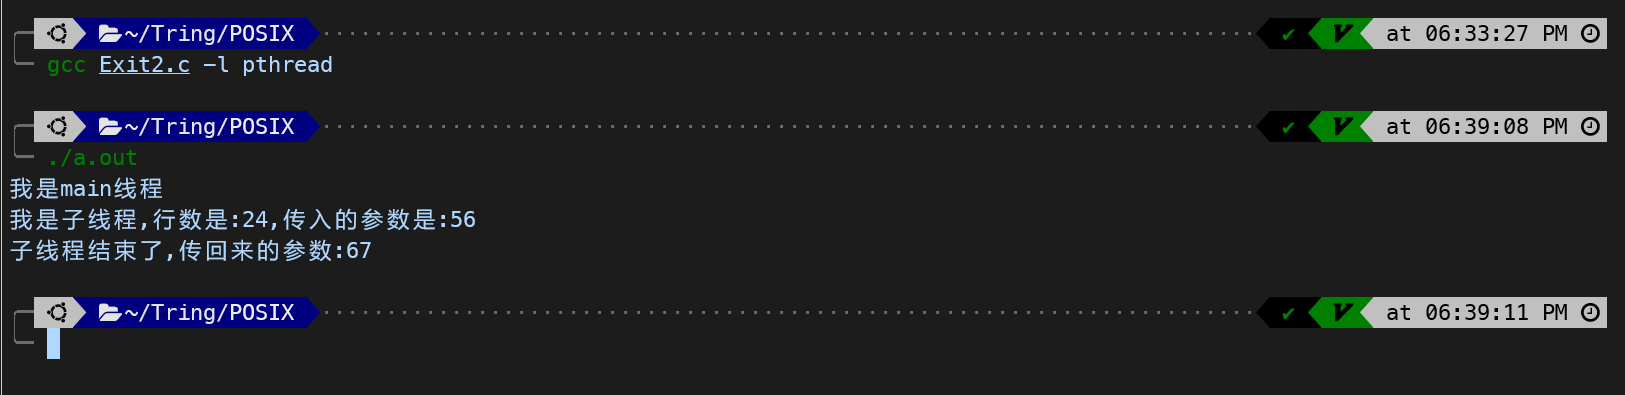 ~/Tring/POSIX at 06:33:27 PM
gcc Exit2.c -l pthread
~/Tring/POSIX at 06:39:08 PM
./a.out
我是main线程
我是子线程,行数是:24,传入的参数是:56
子线程结束了,传回来的参数:67
~/Tring/POSIX at 06:39:11 PM